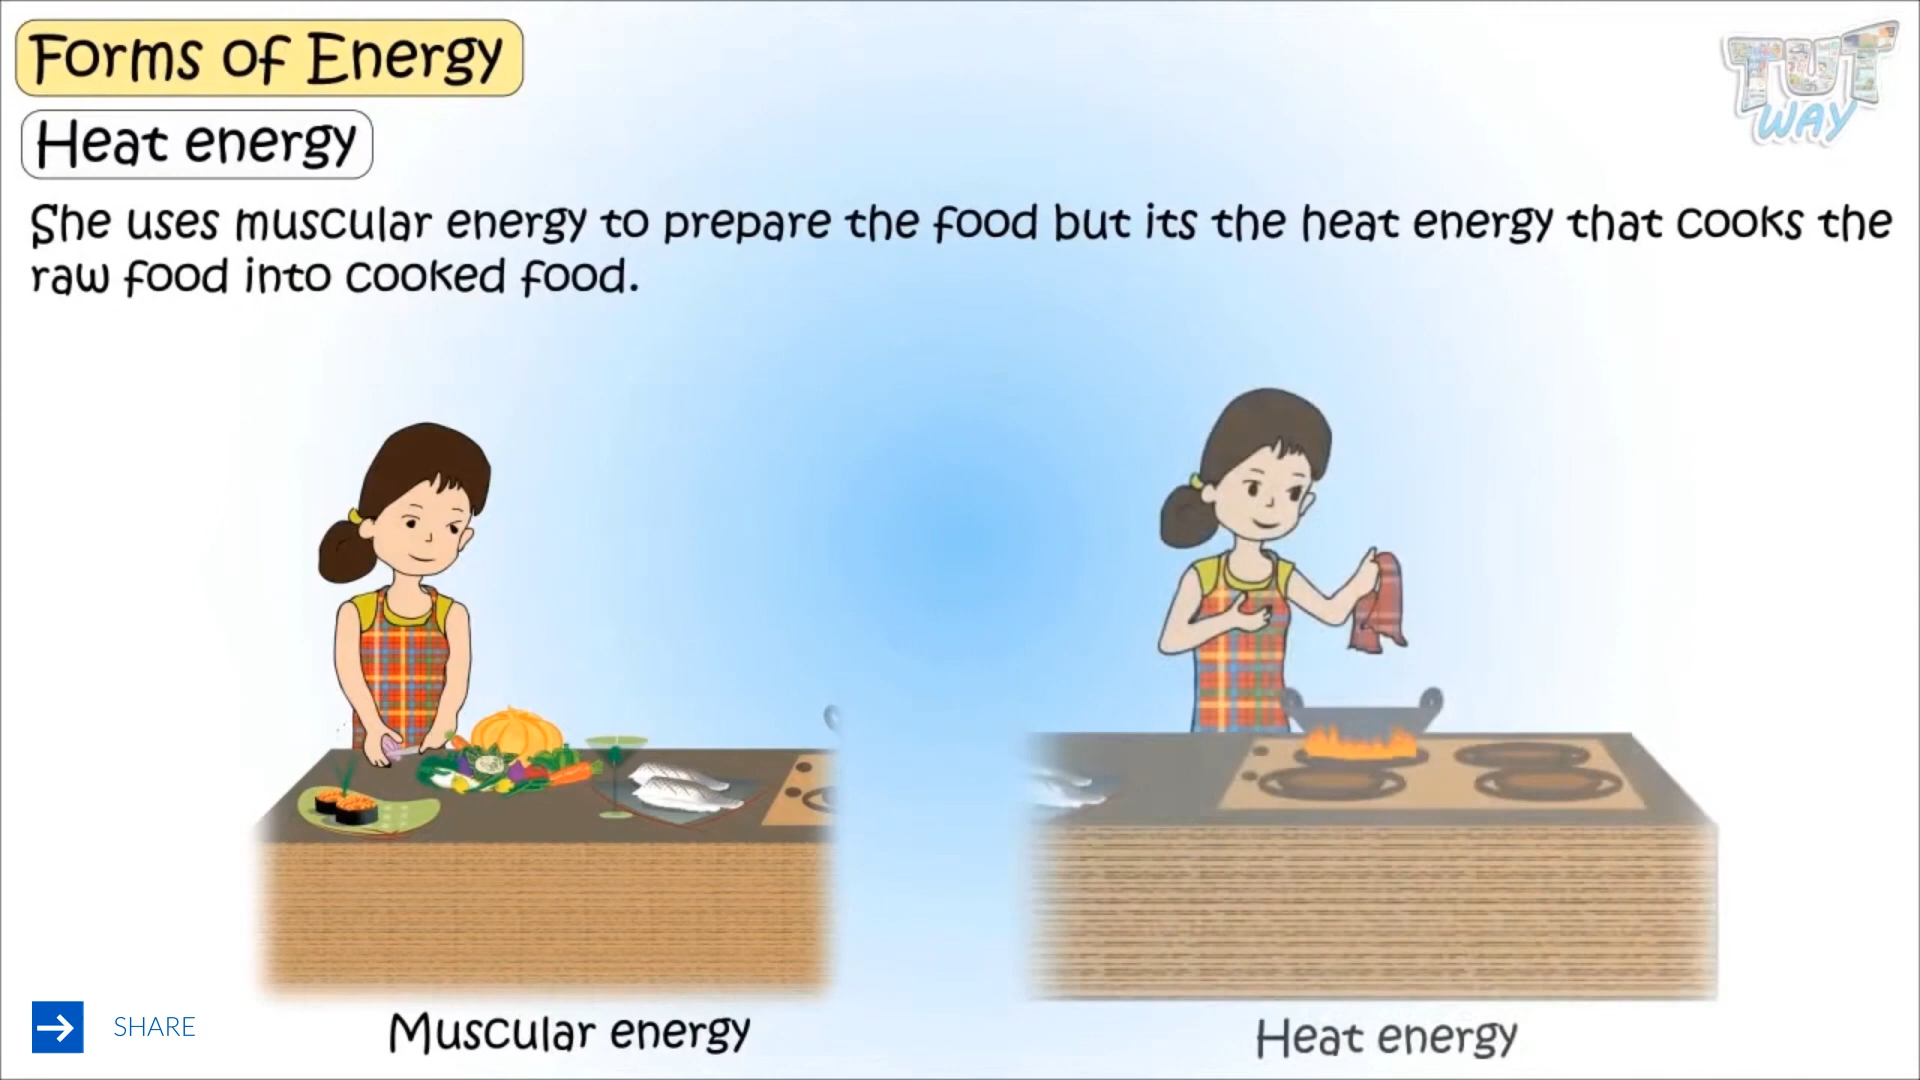 Forms of Energy
TUT
WAY
Heat energy
She uses muscular energy to prepare the food but its the heat energy that cooks the
raw food into cooked food.
SHARE
Muscular energy
Heat energy